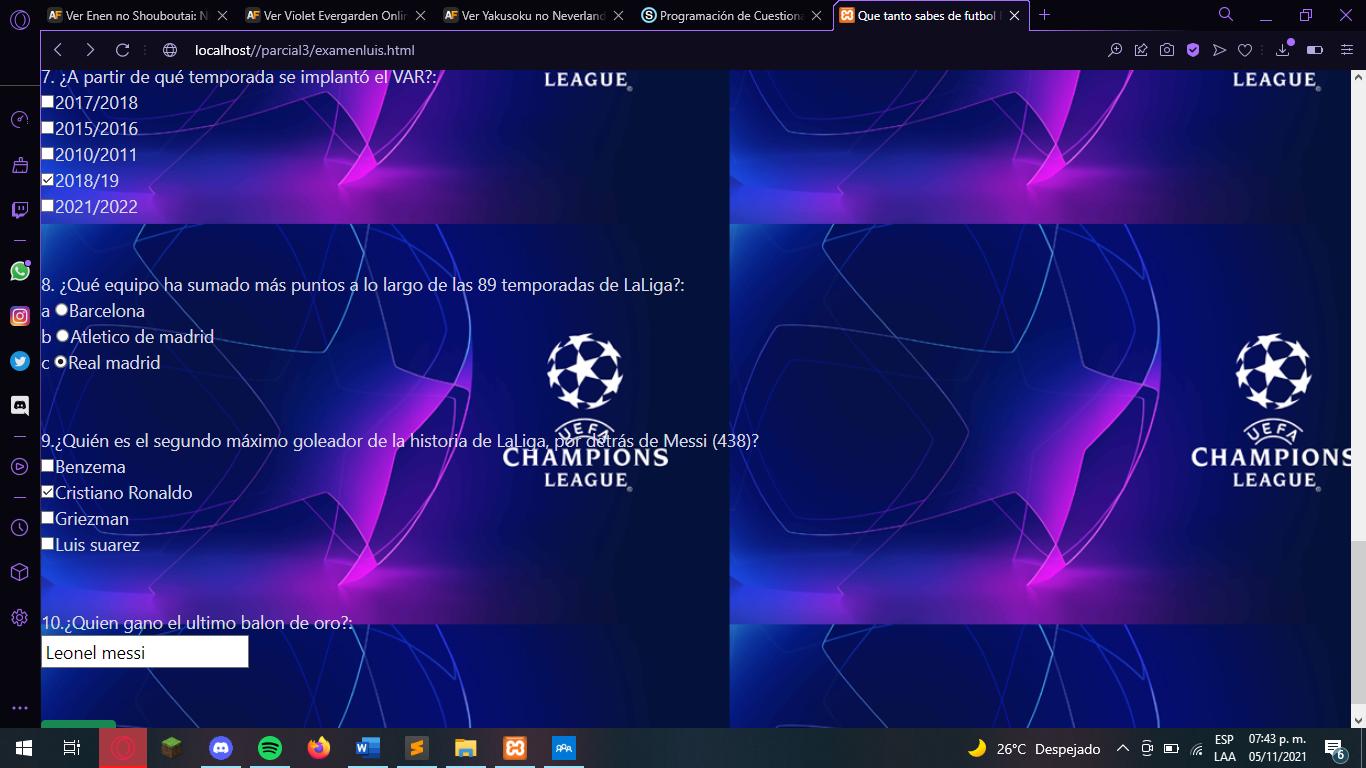 Ver Enen no Shouboutai: N
Ver Violet Evergarden Onlin
Ver Yakusoku no Neverland
Programación de Cuestiona
Que tanto sabes de futbol
localhost//parcial3/examenluis.html
7. ¿A partir de qué temporada se implantó el VAR?:
LEAGUE
LEAGUE
2017/2018
2015/2016
2010/2011
2018/19
2021/2022
8. ¿Qué equipo ha sumado más puntos a lo largo de las 89 temporadas de LaLiga?:
a Barcelona
b Atletico de madrid
c Real madrid
9.¿Quién es el segundo máximo goleador de la historia de LaLiga, por detrás de Messi (438)?
UEFA
CHAMPIONS
LEAGUE
UEFA
CHAMPIONS
LEAGUE
Benzema
Cristiano Ronaldo
Griezman
Luis suarez
10.¿Quien gano el ultimo balon de oro?:
Leonel messi
26°C Despejado
ESP
LAA
07:43 p. m.
05/11/2021
6